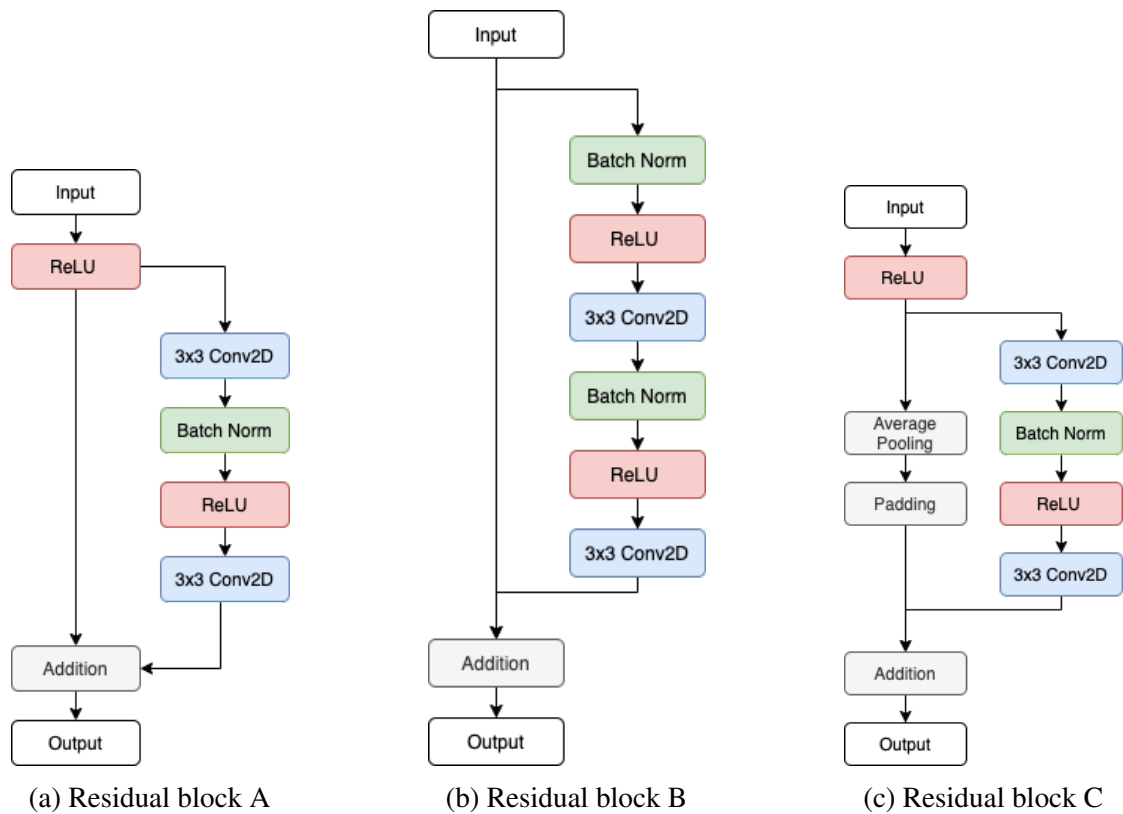 Input
ReLU
3x3 Conv2D
Batch Norm
ReLU
3x3 Conv2D
Addition
Output
(a) Residual block A
Input
Batch Norm
ReLU
3x3 Conv2D
Batch Norm
ReLU
3x3 Conv2D
Addition
Output
(b) Residual block B
Input
ReLU
3x3 Conv2D
Average
Pooling
Batch Norm
Padding
ReLU
3x3 Conv2D
Addition
Output
(c) Residual block C